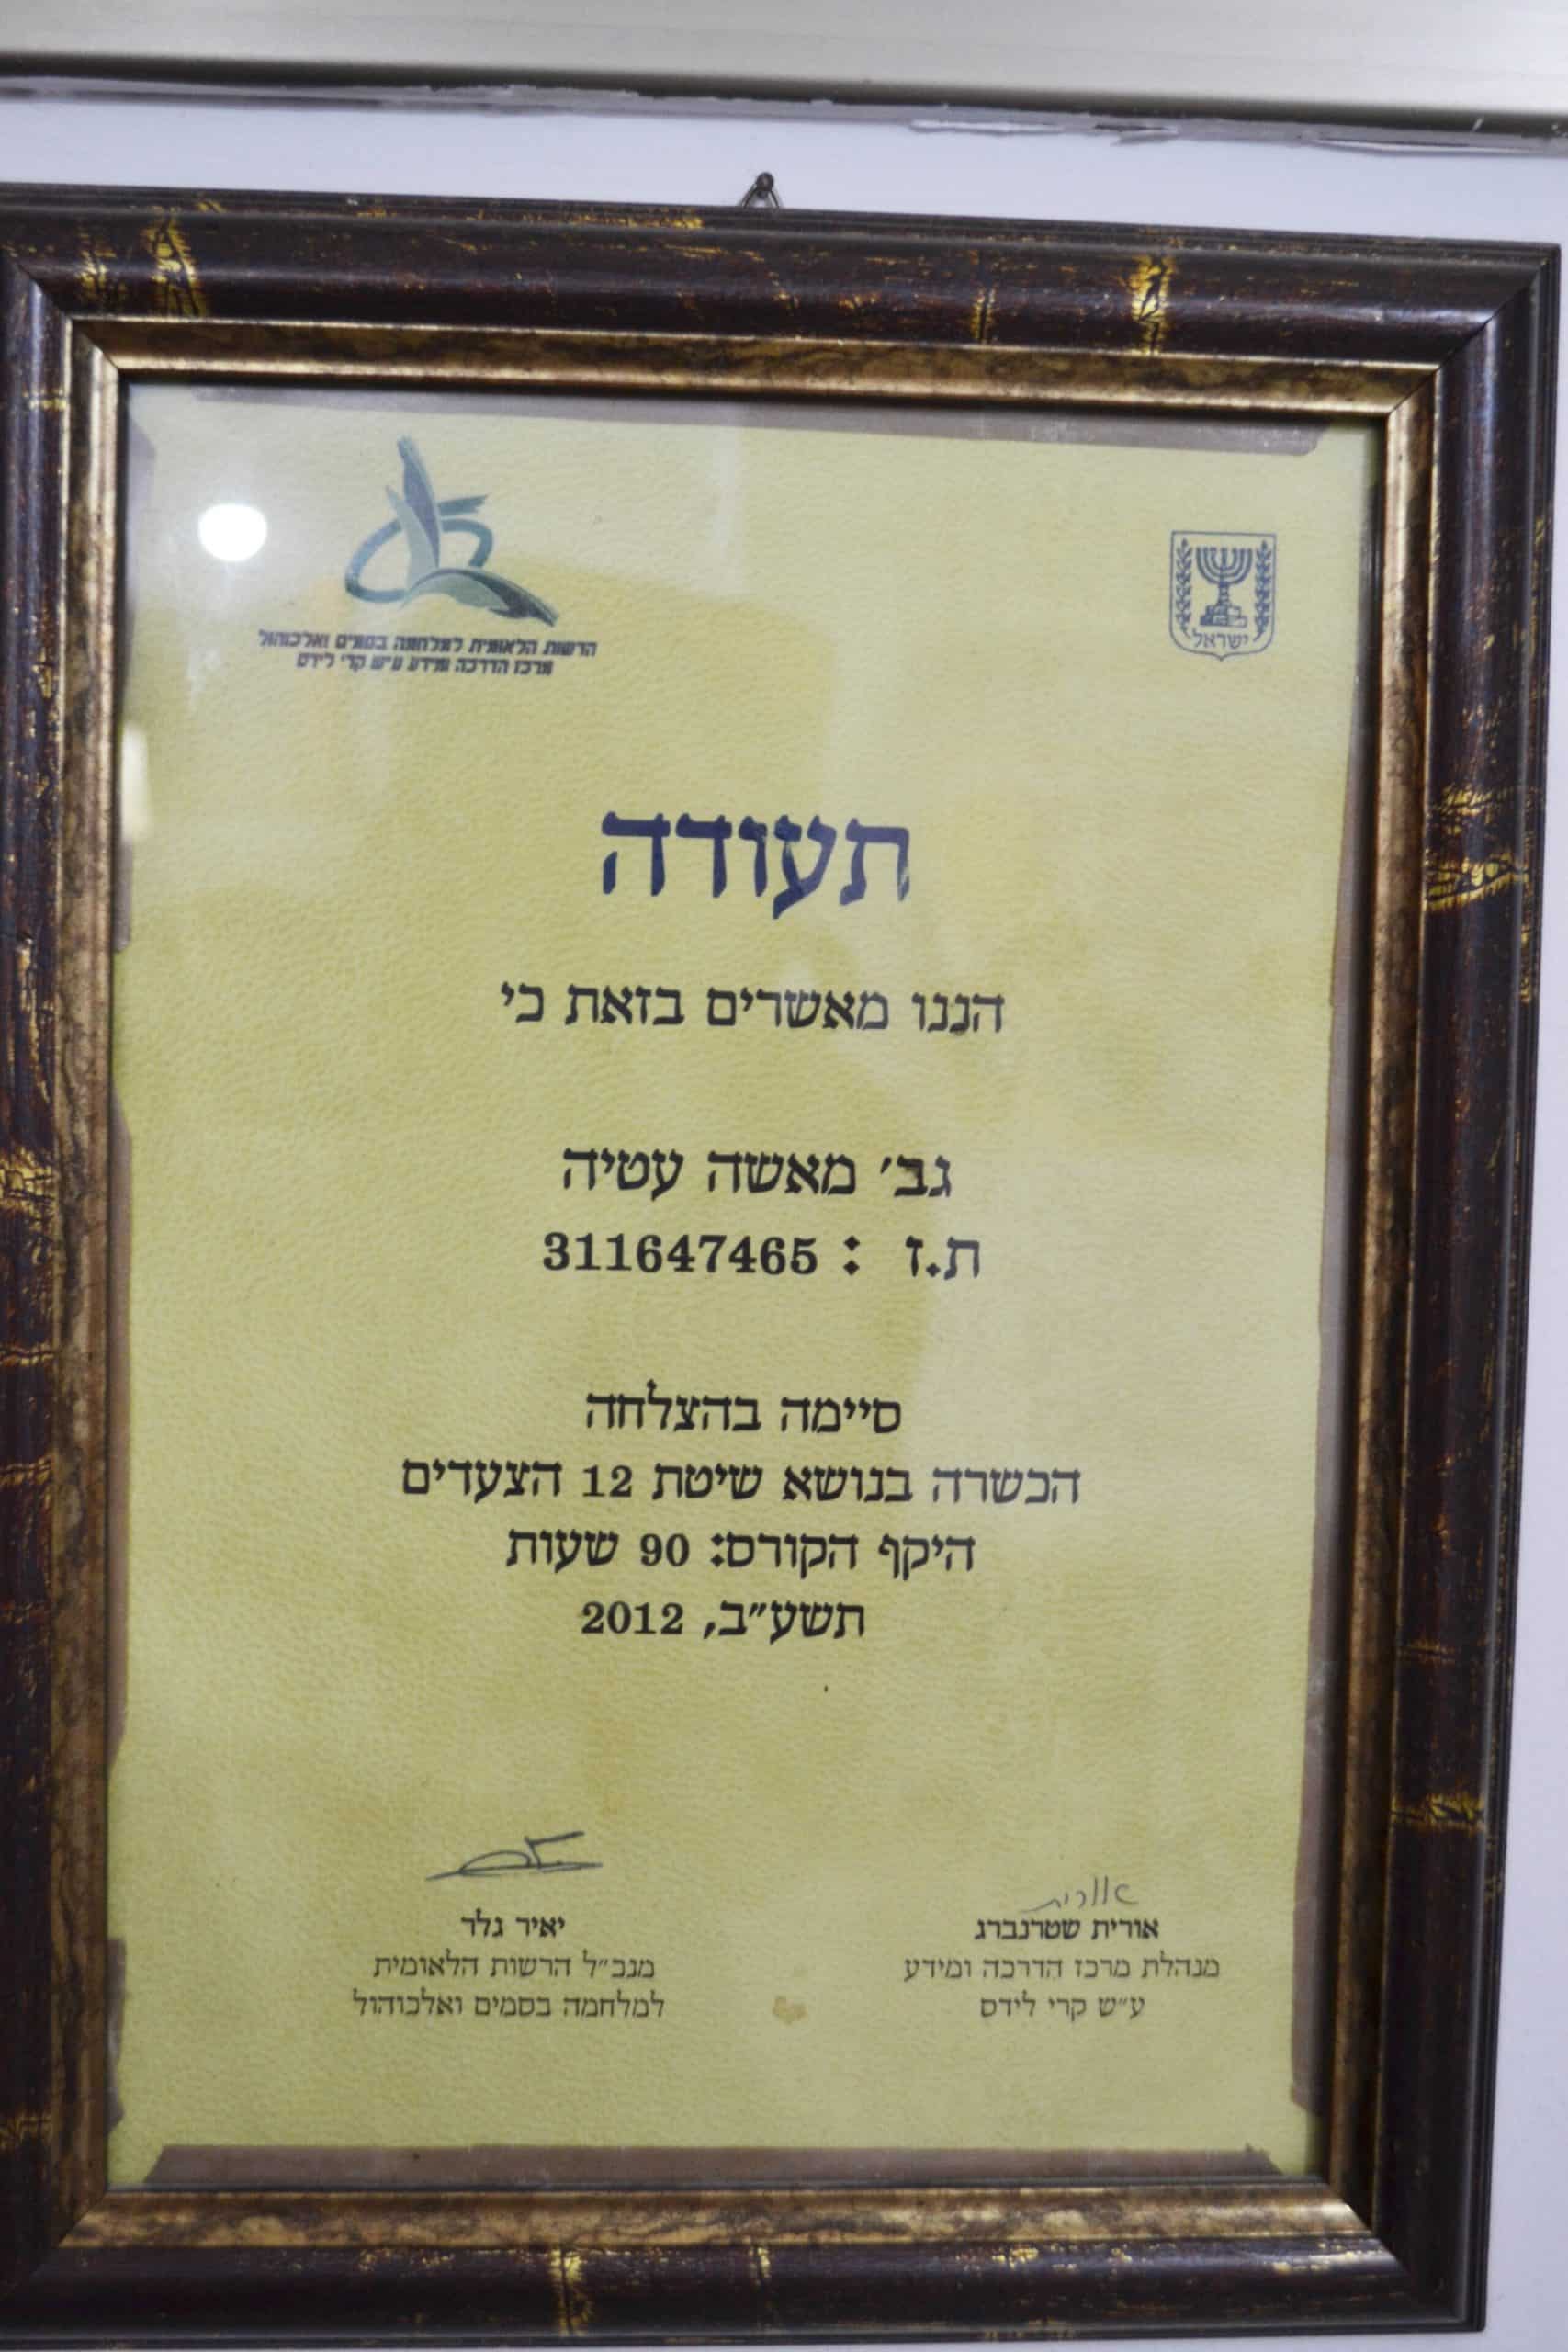 הרשות הלאומית למלחמה בסמים ואלכוהול
מרכז הדרכה ומידע ע״ש קרי לידס
ישראל
תעודה
הננו מאשרים בזאת כי
גב׳ מאשה עטיה
ת.ז : 311647465
סיימה בהצלחה
הכשרה בנושא שיטת 12 הצעדים
היקף הקורס: 90 שעות
תשע״ב, 2012
אורית
אורית שטרנברג
מנהלת מרכז הדרכה ומידע
ע״ש קרי לידס
יאיר גלר
מנכ״ל הרשות הלאומית
למלחמה בסמים ואלכוהול